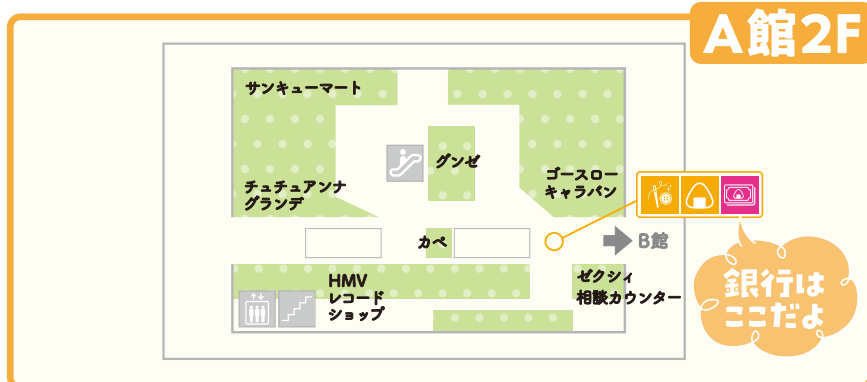 A館2F
サンキューマート
グンゼ
ゴースロー
キャラバン
チュチュアンナ
グランデ
カペ
B館
HMV
レコード
ショップ
ゼクシィ
相談カウンター
銀行は
ここだよ